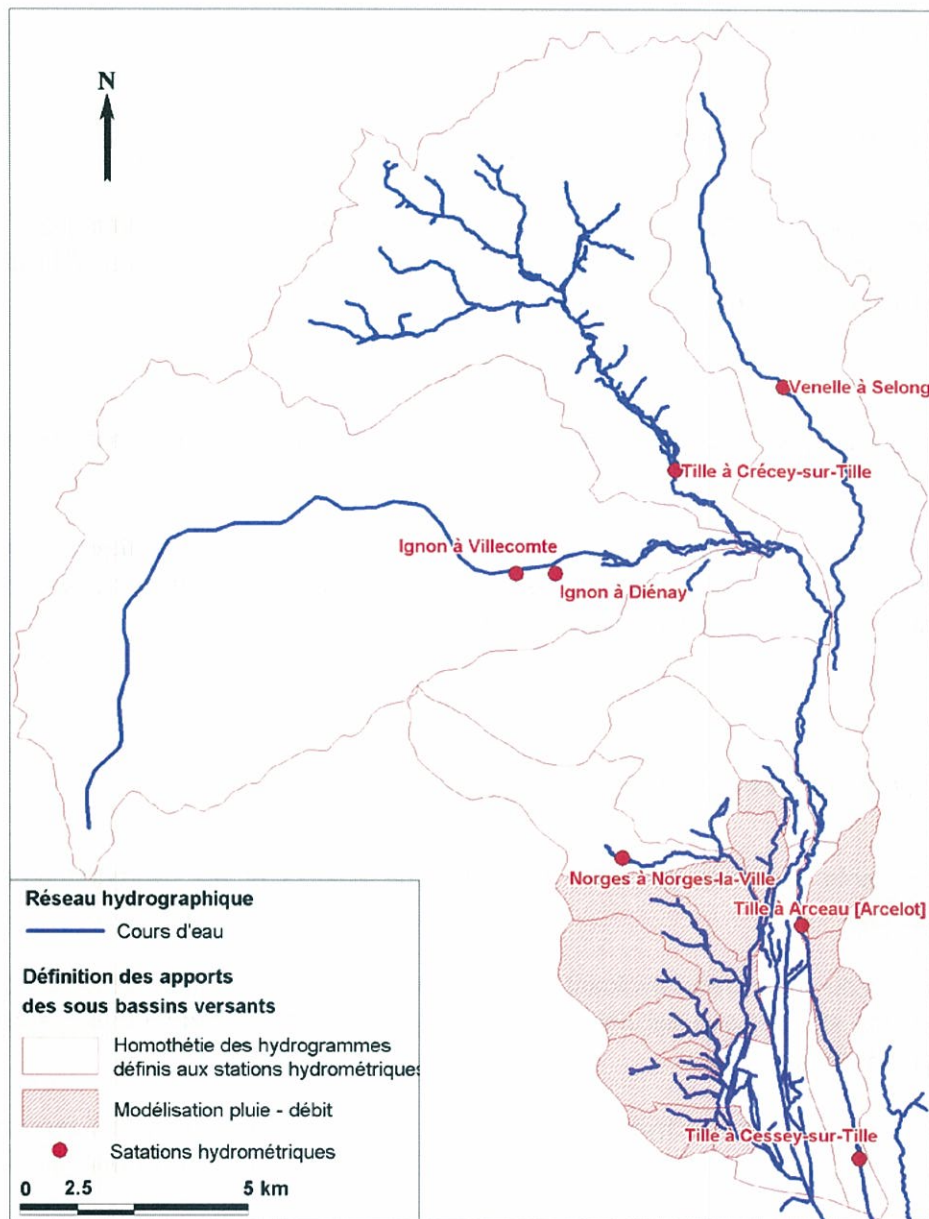 N
Venelle à Selong
Tille à Crécey-sur-Tille
Ignon à Villecomte
Ignon à Diénay
Norges à Norges-la-Ville
Tille à Arceau [Arcelot]
Tille à Cessey-sur-Tille
Réseau hydrographique
Cours d'eau
Définition des apports
des sous bassins versants
Homothétie des hydrogrammes
définis aux stations hydrométriques
Modélisation pluie - débit
Satations hydrométriques
0 2.5 5 km